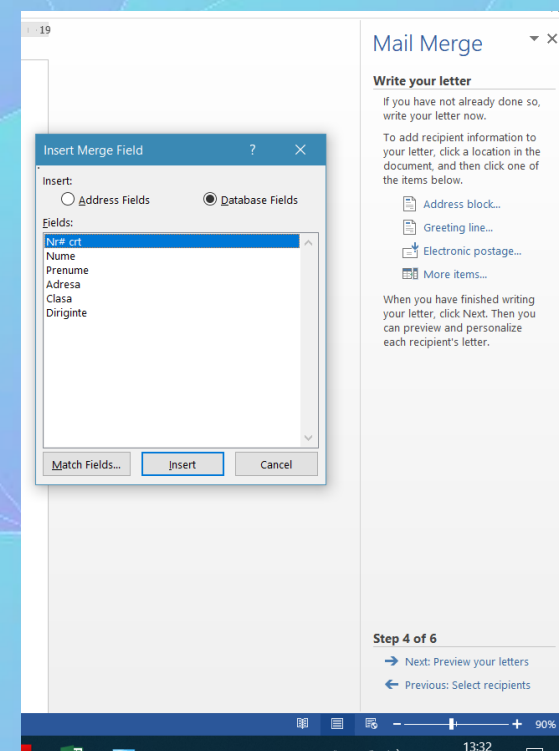 19
Mail Merge
Write your letter
If you have not already done so,
write your letter now.
To add recipient information to
your letter, click a location in the
document, and then click one of
the items below.
Address block...
Greeting line...
Electronic postage...
More items...
When you have finished writing
your letter, click Next. Then you
can preview and personalize
each recipient's letter.
Insert Merge Field ?
Insert:
Address Fields Database Fields
Fields:
Nr# crt
Nume
Prenume
Adresa
Clasa
Diriginte
Match Fields... Insert Cancel
Step 4 of 6
Next: Preview your letters
Previous: Select recipients
90%
13:32